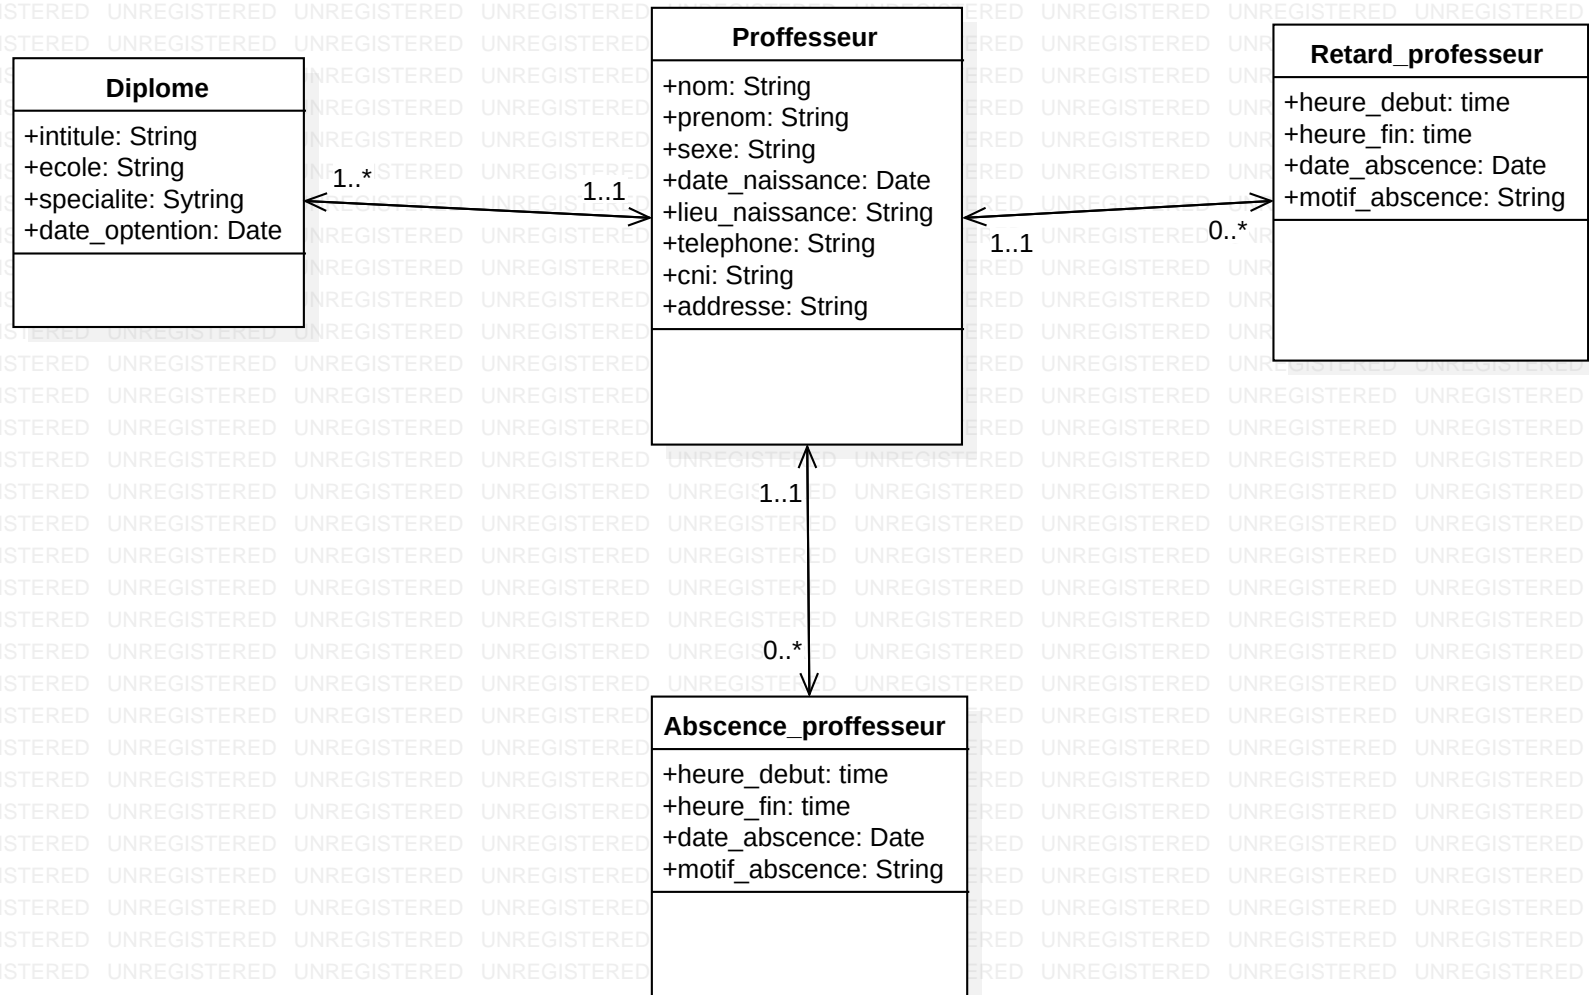 Diplome
+intitule: String
+ecole: String
+specialite: Sytring
+date_optention: Date
1..*
1..1
Proffesseur
+nom: String
+prenom: String
+sexe: String
+date_naissance: Date
+lieu_naissance: String
+telephone: String
+cni: String
+addresse: String
1..1
0..*
Retard_professeur
+heure_debut: time
+heure_fin: time
+date_abscence: Date
+motif_abscence: String
1..1
0..*
Abscence_proffesseur
+heure_debut: time
+heure_fin: time
+date_abscence: Date
+motif_abscence: String
UNREGISTERED